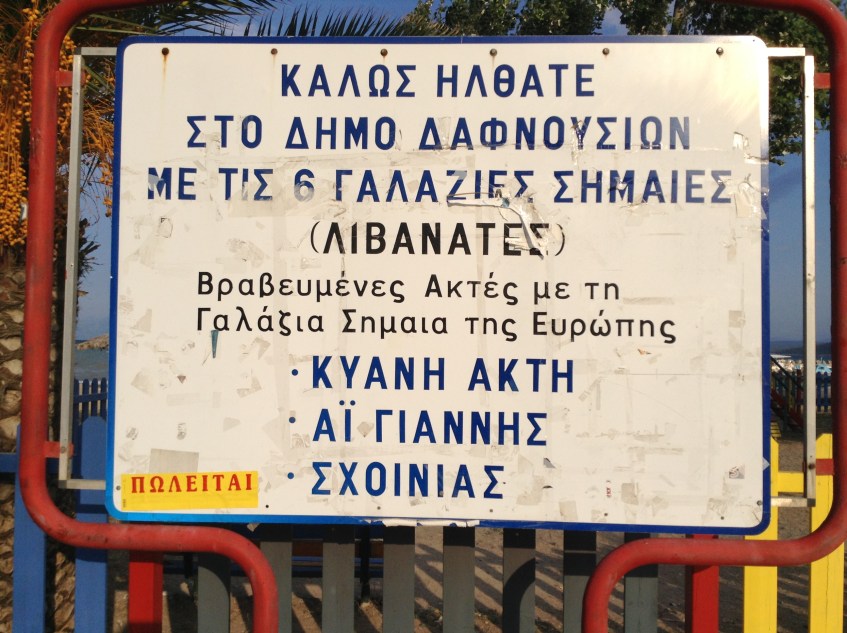 ΚΑΛΩΣ ΗΛΘΑΤΕ
ΣΤΟ ΔΗΜΟ ΔΑΦΝΟΥΣΙΩΝ
ΜΕ ΤΙΣ 6 ΓΑΛΑΖΙΕΣ ΣΗΜΑΙΕΣ
(ΛΙΒΑΝΑΤΕΣ)
Βραβευμένες Ακτές με τη
Γαλάζια Σημαια της Ευρώπης
· ΚΥΑΝΗ ΑΚΤΗ
· ΑΪ ΓΙΑΝΝΗΣ
· ΣΧΟΙΝΙΑΣ
ΠΩΛΕΙΤΑΙ